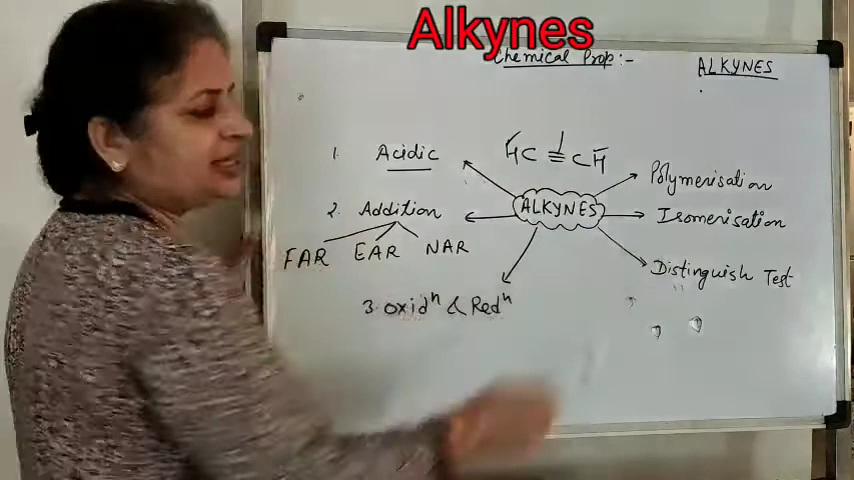 Alkynes
Chemical Prop:-
ALKYNES
1. Acidic
HC ≡ CH
Polymerisation
2. Addition
ALKYNES
Isomerisation
FAR EAR NAR
Distinguish Test
3. Oxidⁿ & Redⁿ